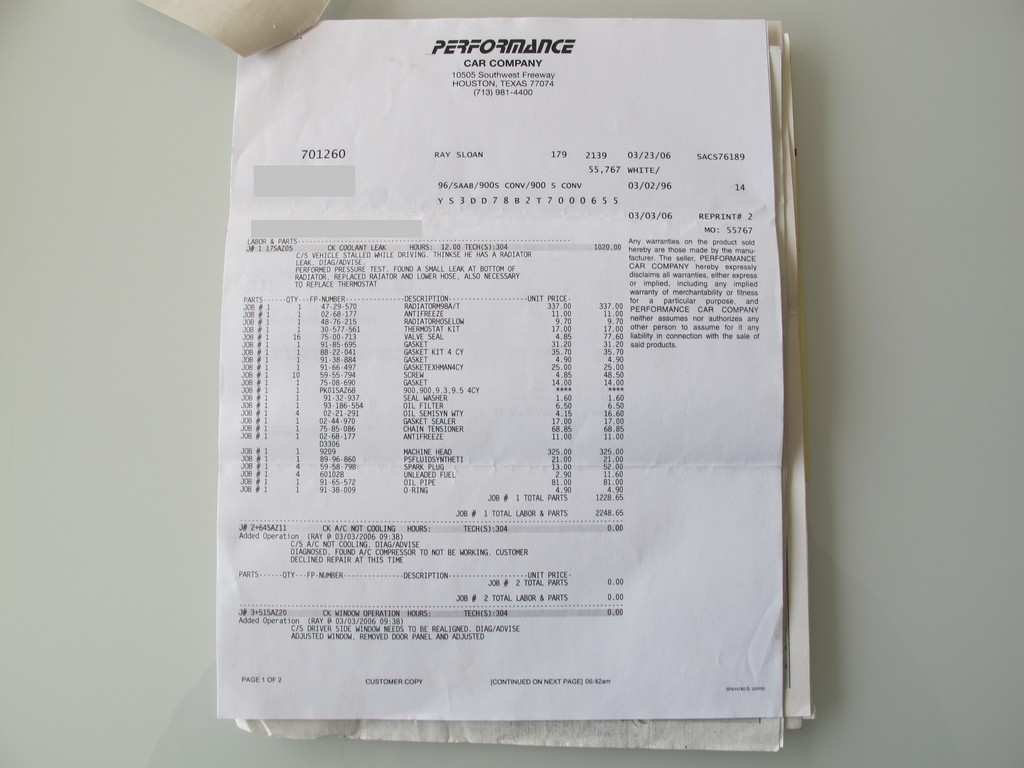 PERFORMANCE
CAR COMPANY
10505 Southwest Freeway
HOUSTON, TEXAS 77074
(713) 981-4400
701260 RAY SLOAN 179 2139 03/23/06 SACS76189
55,767 WHITE/
96/SAAB/900S CONV/900 S CONV 03/02/96 14
YS3DD78B2T7000655
03/03/06 REPRINT# 2
MO: 55767
LABOR & PARTS
J# 1 17SAZ05 CK COOLANT LEAK HOURS: 12.00 TECH(S):304 1020.00
C/S VEHICLE STALLED WHILE DRIVING. THINKSE HE HAS A RADIATOR
LEAK. DIAG/ADVISE.
PERFORMED PRESSURE TEST. FOUND A SMALL LEAK AT BOTTOM OF
RADIATOR. REPLACED RAIATOR AND LOWER HOSE. ALSO NECESSARY
TO REPLACE THERMOSTAT
Any warranties on the product sold
hereby are those made by the manu-
facturer. The seller, PERFORMANCE
CAR COMPANY hereby expressly
disclaims all warranties, either express
or implied, including any implied
warranty of merchantability or fitness
for a particular purpose, and
PERFORMANCE CAR COMPANY
neither assumes nor authorizes any
other person to assume for it any
liability in connection with the sale of
said products.
PARTS------QTY---FP-NUMBER---------------DESCRIPTION--------------------UNIT PRICE-
JOB # 1 1 47-29-570 RADIATORM98A/T 337.00 337.00
JOB # 1 1 02-68-177 ANTIFREEZE 11.00 11.00
JOB # 1 1 48-76-215 RADIATORHOSELOW 9.70 9.70
JOB # 1 1 30-577-561 THERMOSTAT KIT 17.00 17.00
JOB # 1 16 75-00-713 VALVE SEAL 4.85 77.60
JOB # 1 1 91-85-695 GASKET 31.20 31.20
JOB # 1 1 88-22-041 GASKET KIT 4 CY 35.70 35.70
JOB # 1 1 91-38-884 GASKET 4.90 4.90
JOB # 1 1 91-66-497 GASKETEXHMAN4CY 25.00 25.00
JOB # 1 10 59-55-794 SCREW 4.85 48.50
JOB # 1 1 75-08-690 GASKET 14.00 14.00
JOB # 1 1 PK01SAZ68 900,900,9.3,9.5 4CY **** ****
JOB # 1 1 91-32-937 SEAL WASHER 1.60 1.60
JOB # 1 1 93-186-554 OIL FILTER 6.50 6.50
JOB # 1 4 02-21-291 OIL SEMISYN WTY 4.15 16.60
JOB # 1 1 02-44-970 GASKET SEALER 17.00 17.00
JOB # 1 1 75-85-086 CHAIN TENSIONER 68.85 68.85
JOB # 1 1 02-68-177 ANTIFREEZE 11.00 11.00
D3306
JOB # 1 1 9209 MACHINE HEAD 325.00 325.00
JOB # 1 1 89-96-860 PSFLUIDSYNTHETI 21.00 21.00
JOB # 1 4 59-58-798 SPARK PLUG 13.00 52.00
JOB # 1 4 601028 UNLEADED FUEL 2.90 11.60
JOB # 1 1 91-65-572 OIL PIPE 81.00 81.00
JOB # 1 1 91-38-009 O-RING 4.90 4.90
JOB # 1 TOTAL PARTS 1228.65
JOB # 1 TOTAL LABOR & PARTS 2248.65
J# 2+64SAZ11 CK A/C NOT COOLING HOURS: TECH(S):304 0.00
Added Operation (RAY @ 03/03/2006 09:38)
C/S A/C NOT COOLING. DIAG/ADVISE
DIAGNOSED. FOUND A/C COMPRESSOR TO NOT BE WORKING. CUSTOMER
DECLINED REPAIR AT THIS TIME
PARTS------QTY---FP-NUMBER---------------DESCRIPTION--------------------UNIT PRICE-
JOB # 2 TOTAL PARTS 0.00
JOB # 2 TOTAL LABOR & PARTS 0.00
J# 3+51SAZ20 CK WINDOW OPERATION HOURS: TECH(S):304 0.00
Added Operation (RAY @ 03/03/2006 09:38)
C/S DRIVER SIDE WINDOW NEEDS TO BE REALIGNED. DIAG/ADVISE
ADJUSTED WINDOW. REMOVED DOOR PANEL AND ADJUSTED
PAGE 1 OF 2 CUSTOMER COPY [CONTINUED ON NEXT PAGE] 06:42am